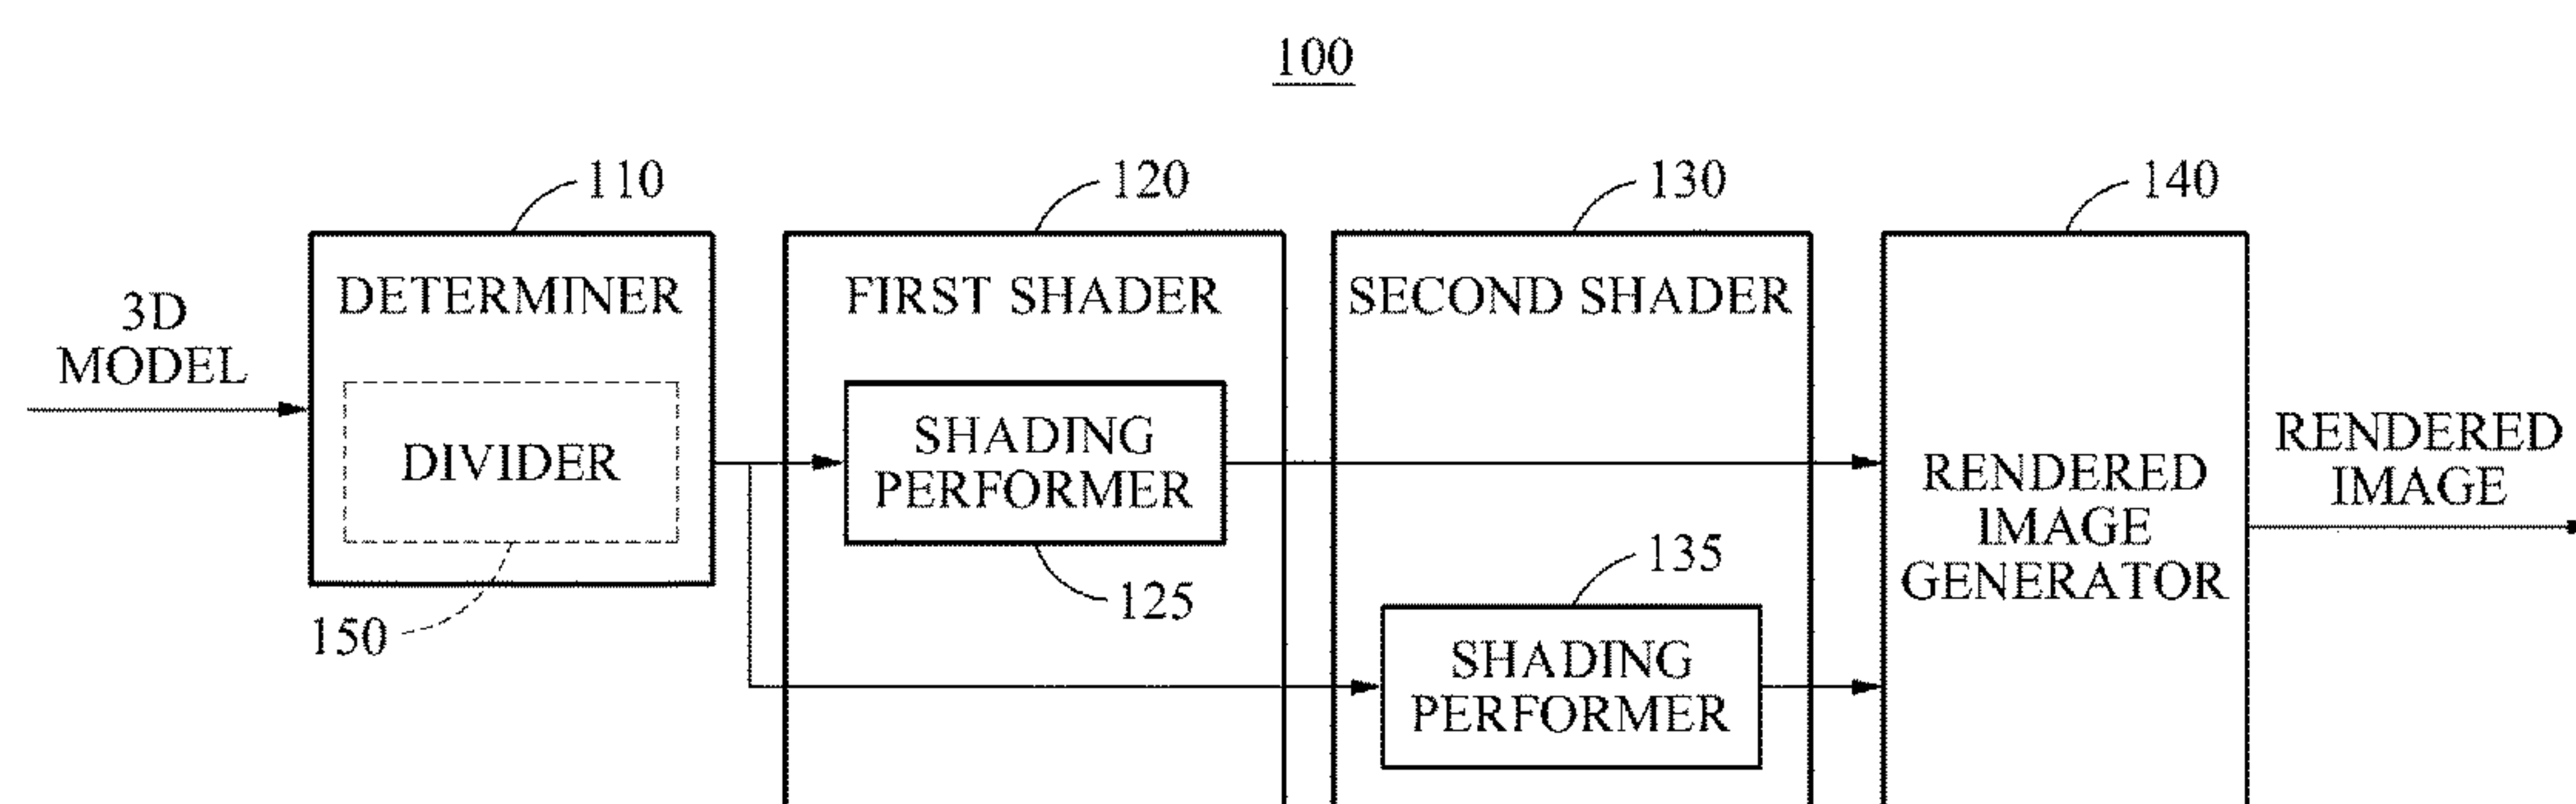 100
110
120
130
140
3D
MODEL
DETERMINER
DIVIDER
150
FIRST SHADER
SHADING
PERFORMER
125
SECOND SHADER
135
SHADING
PERFORMER
RENDERED
IMAGE
GENERATOR
RENDERED
IMAGE